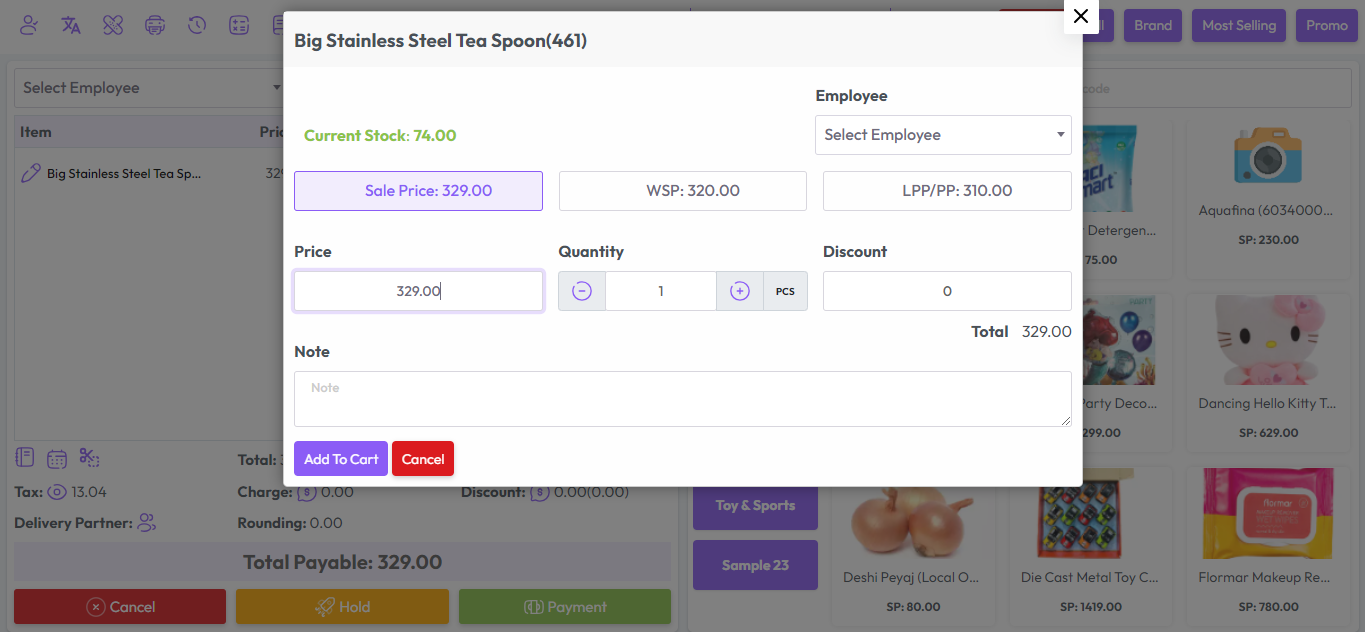 Big Stainless Steel Tea Spoon(461)
Brand
Most Selling
Promo
Select Employee
Item
Big Stainless Steel Tea Sp...
Employee
Current Stock: 74.00
Select Employee
Sale Price: 329.00
WSP: 320.00
LPP/PP: 310.00
Price
Quantity
Discount
329.00
1
PCS
0
Total 329.00
Note
Note
Add To Cart
Cancel
Total:
Tax: 13.04
Charge: 0.00
Discount: 0.00(0.00)
Delivery Partner:
Rounding: 0.00
Total Payable: 329.00
Cancel
Hold
Payment
Toy & Sports
Sample 23
code
Detergen...
75.00
Aquafina (6034000...
SP: 230.00
Party Deco...
299.00
Dancing Hello Kitty T...
SP: 629.00
Deshi Peyaj (Local O...
SP: 80.00
Die Cast Metal Toy C...
SP: 1419.00
flormar
Flormar Makeup Re...
SP: 780.00